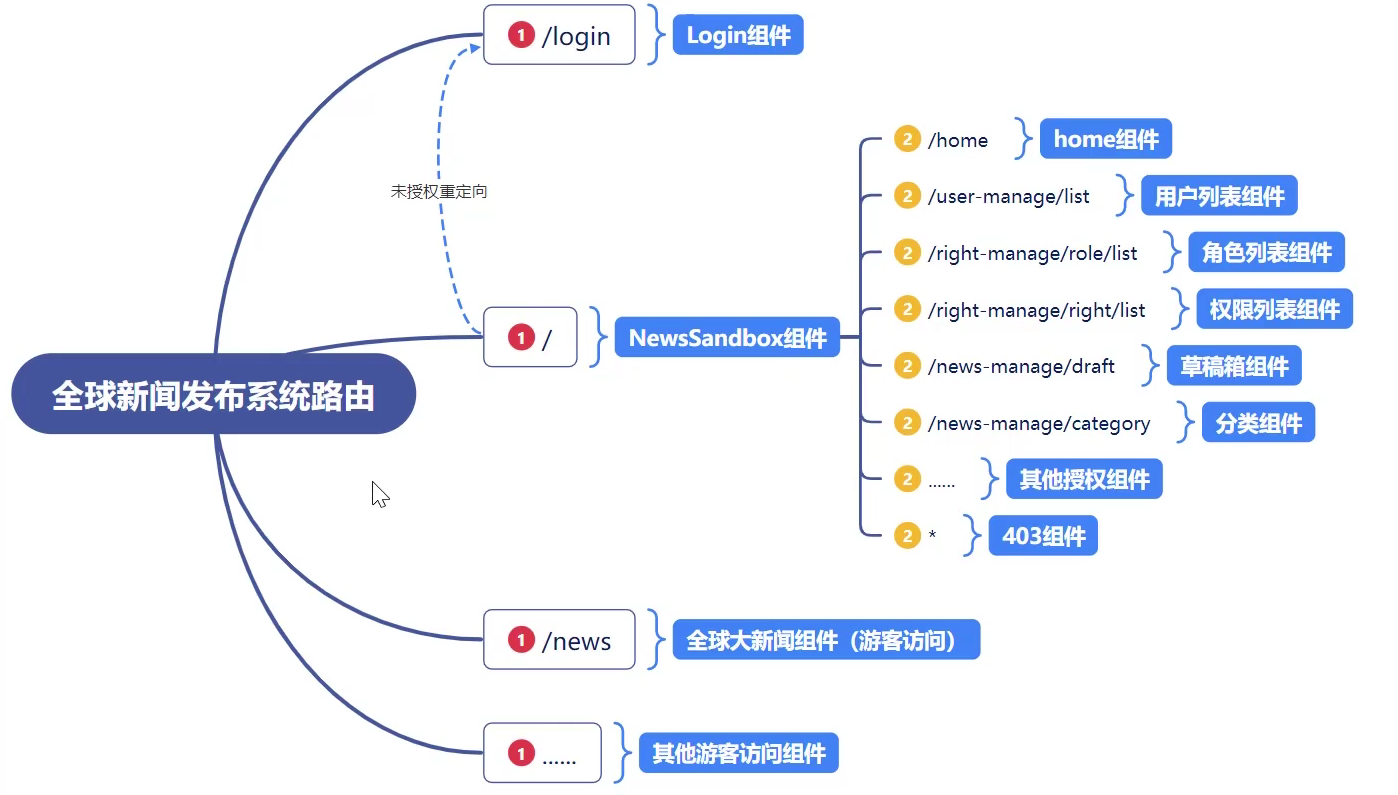 1 /login Login组件
2 /home home组件
未授权重定向
2 /user-manage/list 用户列表组件
2 /right-manage/role/list 角色列表组件
2 /right-manage/right/list 权限列表组件
1 / NewsSandbox组件
2 /news-manage/draft 草稿箱组件
全球新闻发布系统路由
2 /news-manage/category 分类组件
2 ...... 其他授权组件
2 * 403组件
1 /news 全球大新闻组件（游客访问）
1 ...... 其他游客访问组件